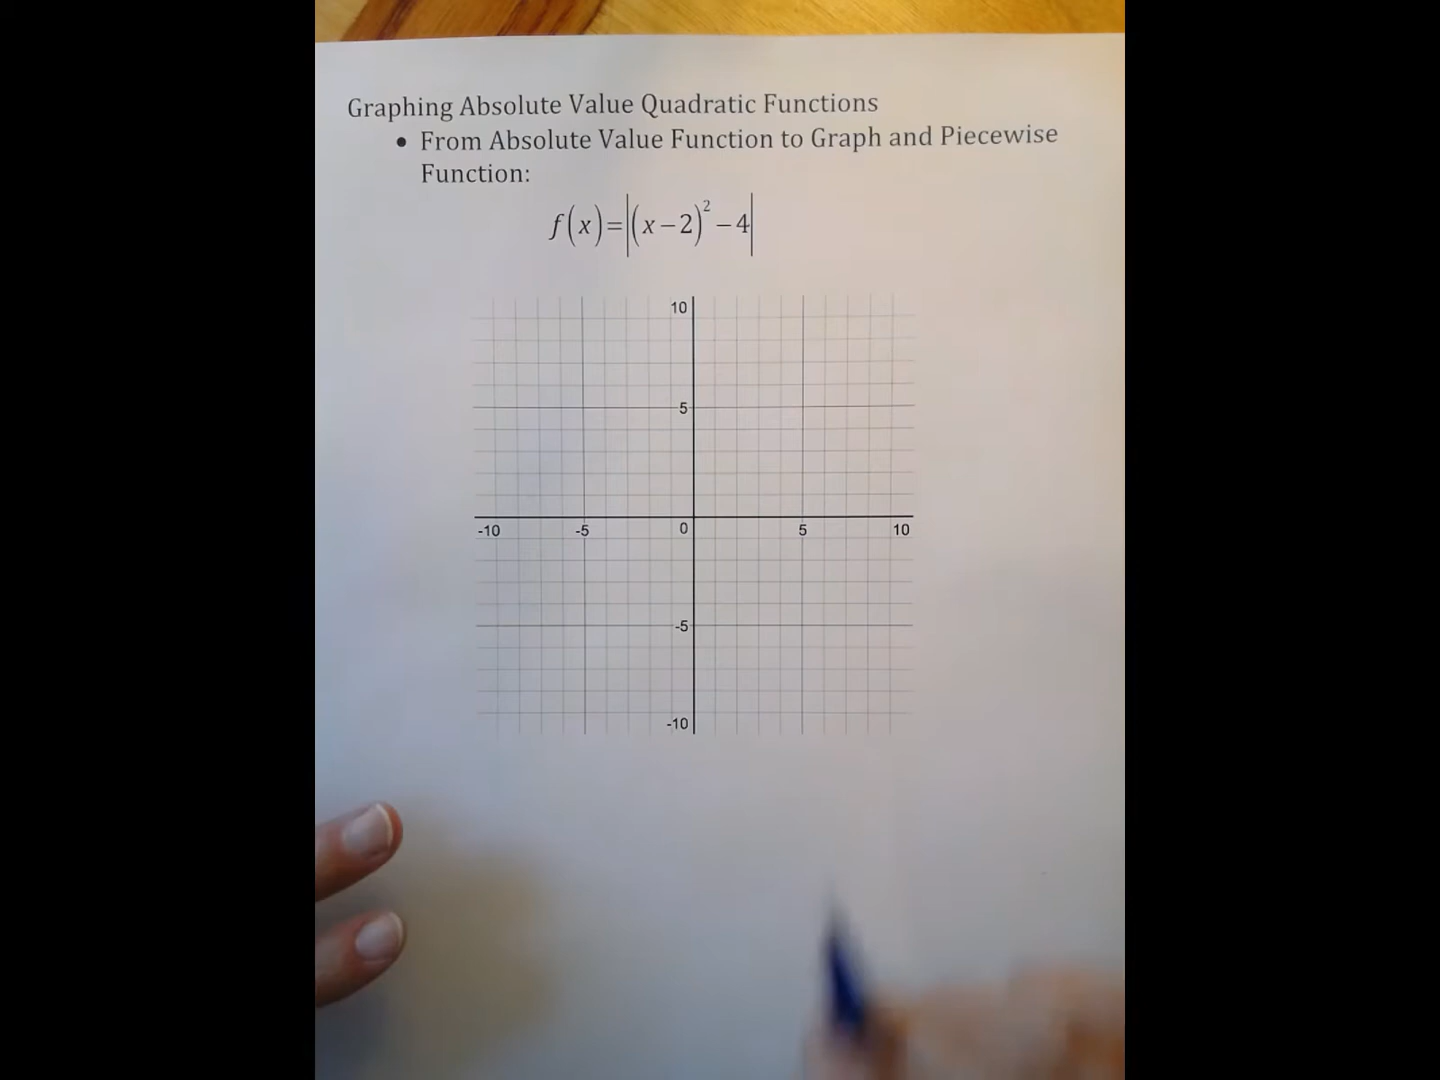 Graphing Absolute Value Quadratic Functions
• From Absolute Value Function to Graph and Piecewise
Function:
f(x)=|(x−2)²−4|
10
5
-10 -5 0 5 10
-5
-10